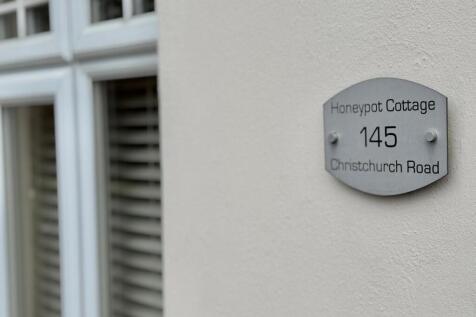 Honeypot Cottage
145
Christchurch Road